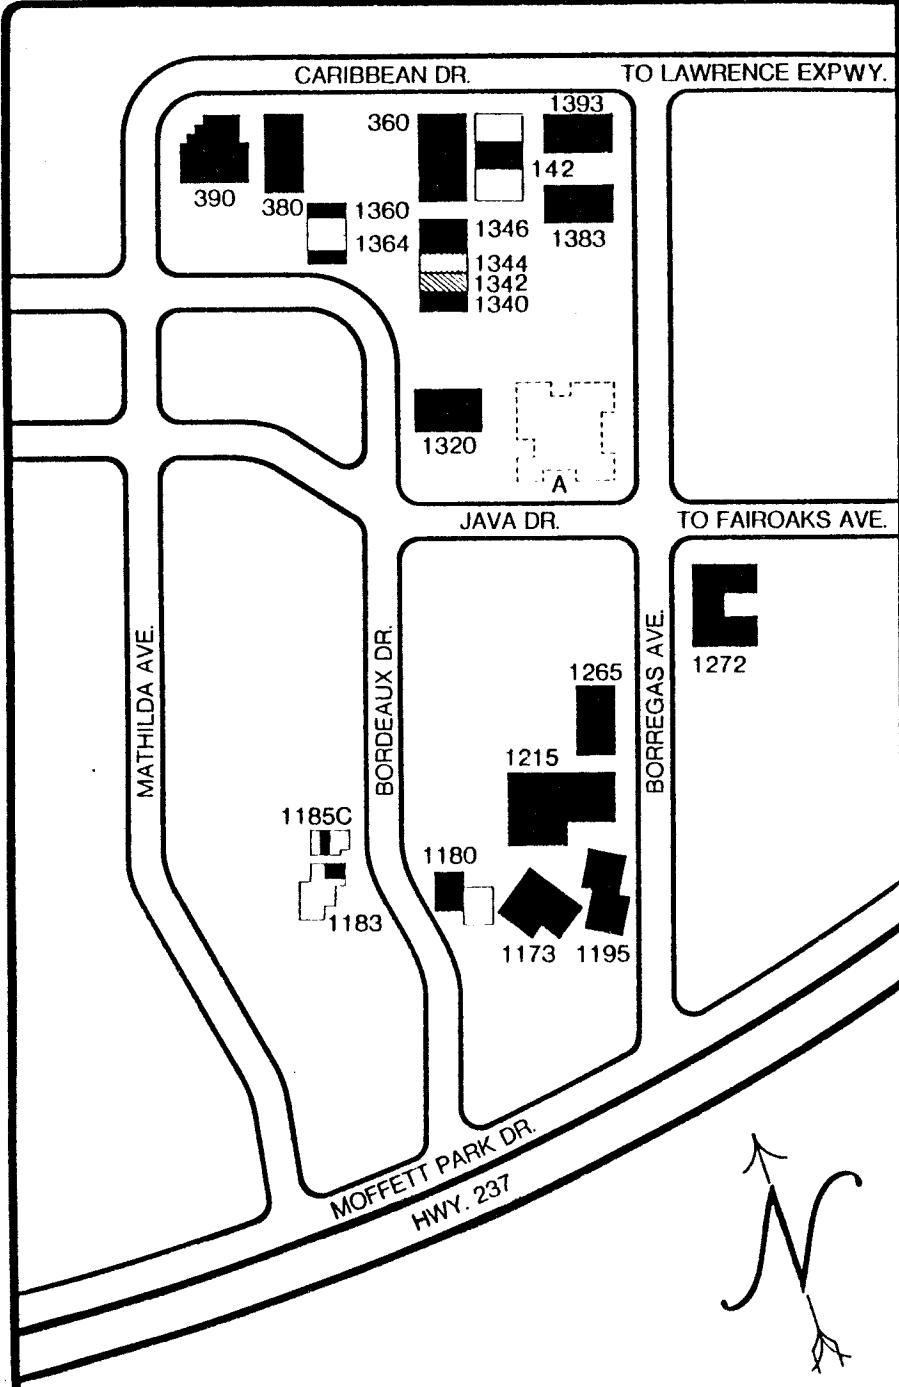 CARIBBEAN DR.
TO LAWRENCE EXPWY.
1393
360
142
390
380
1360
1364
1346
1383
1344
1342
1340
1320
A
JAVA DR.
TO FAIROAKS AVE.
MATHILDA AVE.
BORDEAUX DR.
BORREGAS AVE.
1272
1265
1215
1185C
1180
1183
1173
1195
MOFFETT PARK DR.
HWY. 237
N